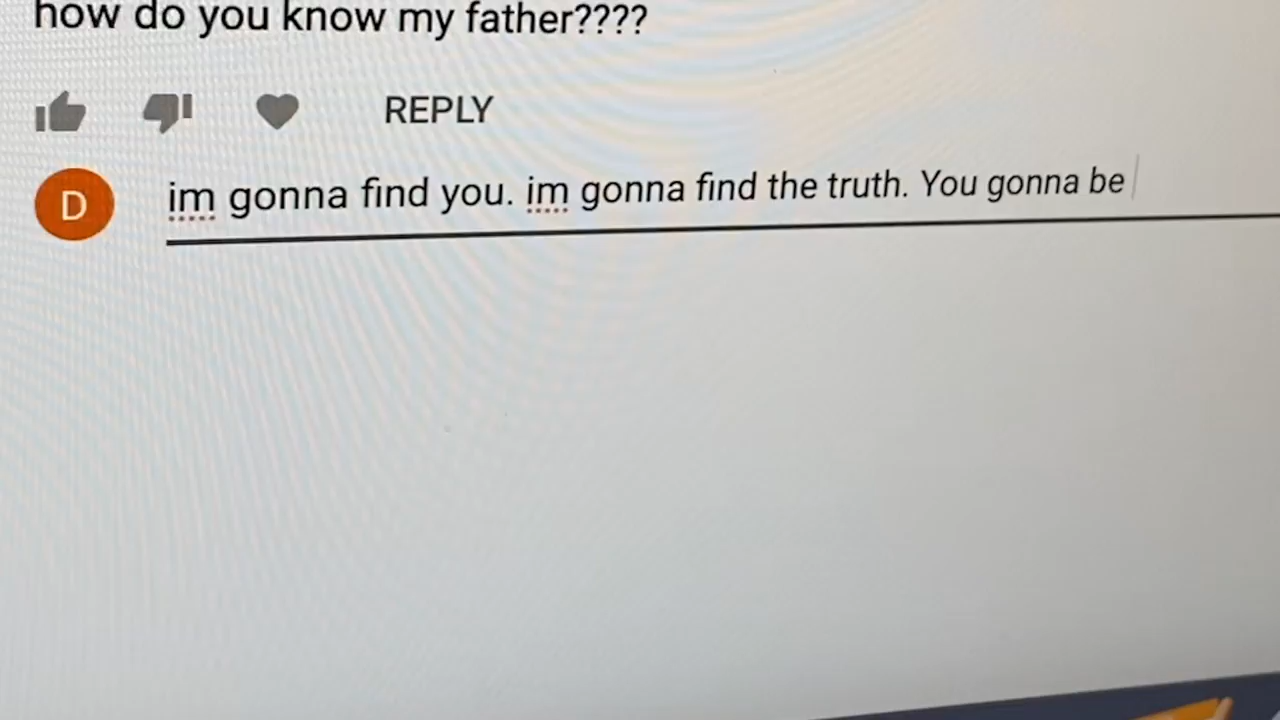 how do you know my father????
REPLY
D
im gonna find you. im gonna find the truth. You gonna be